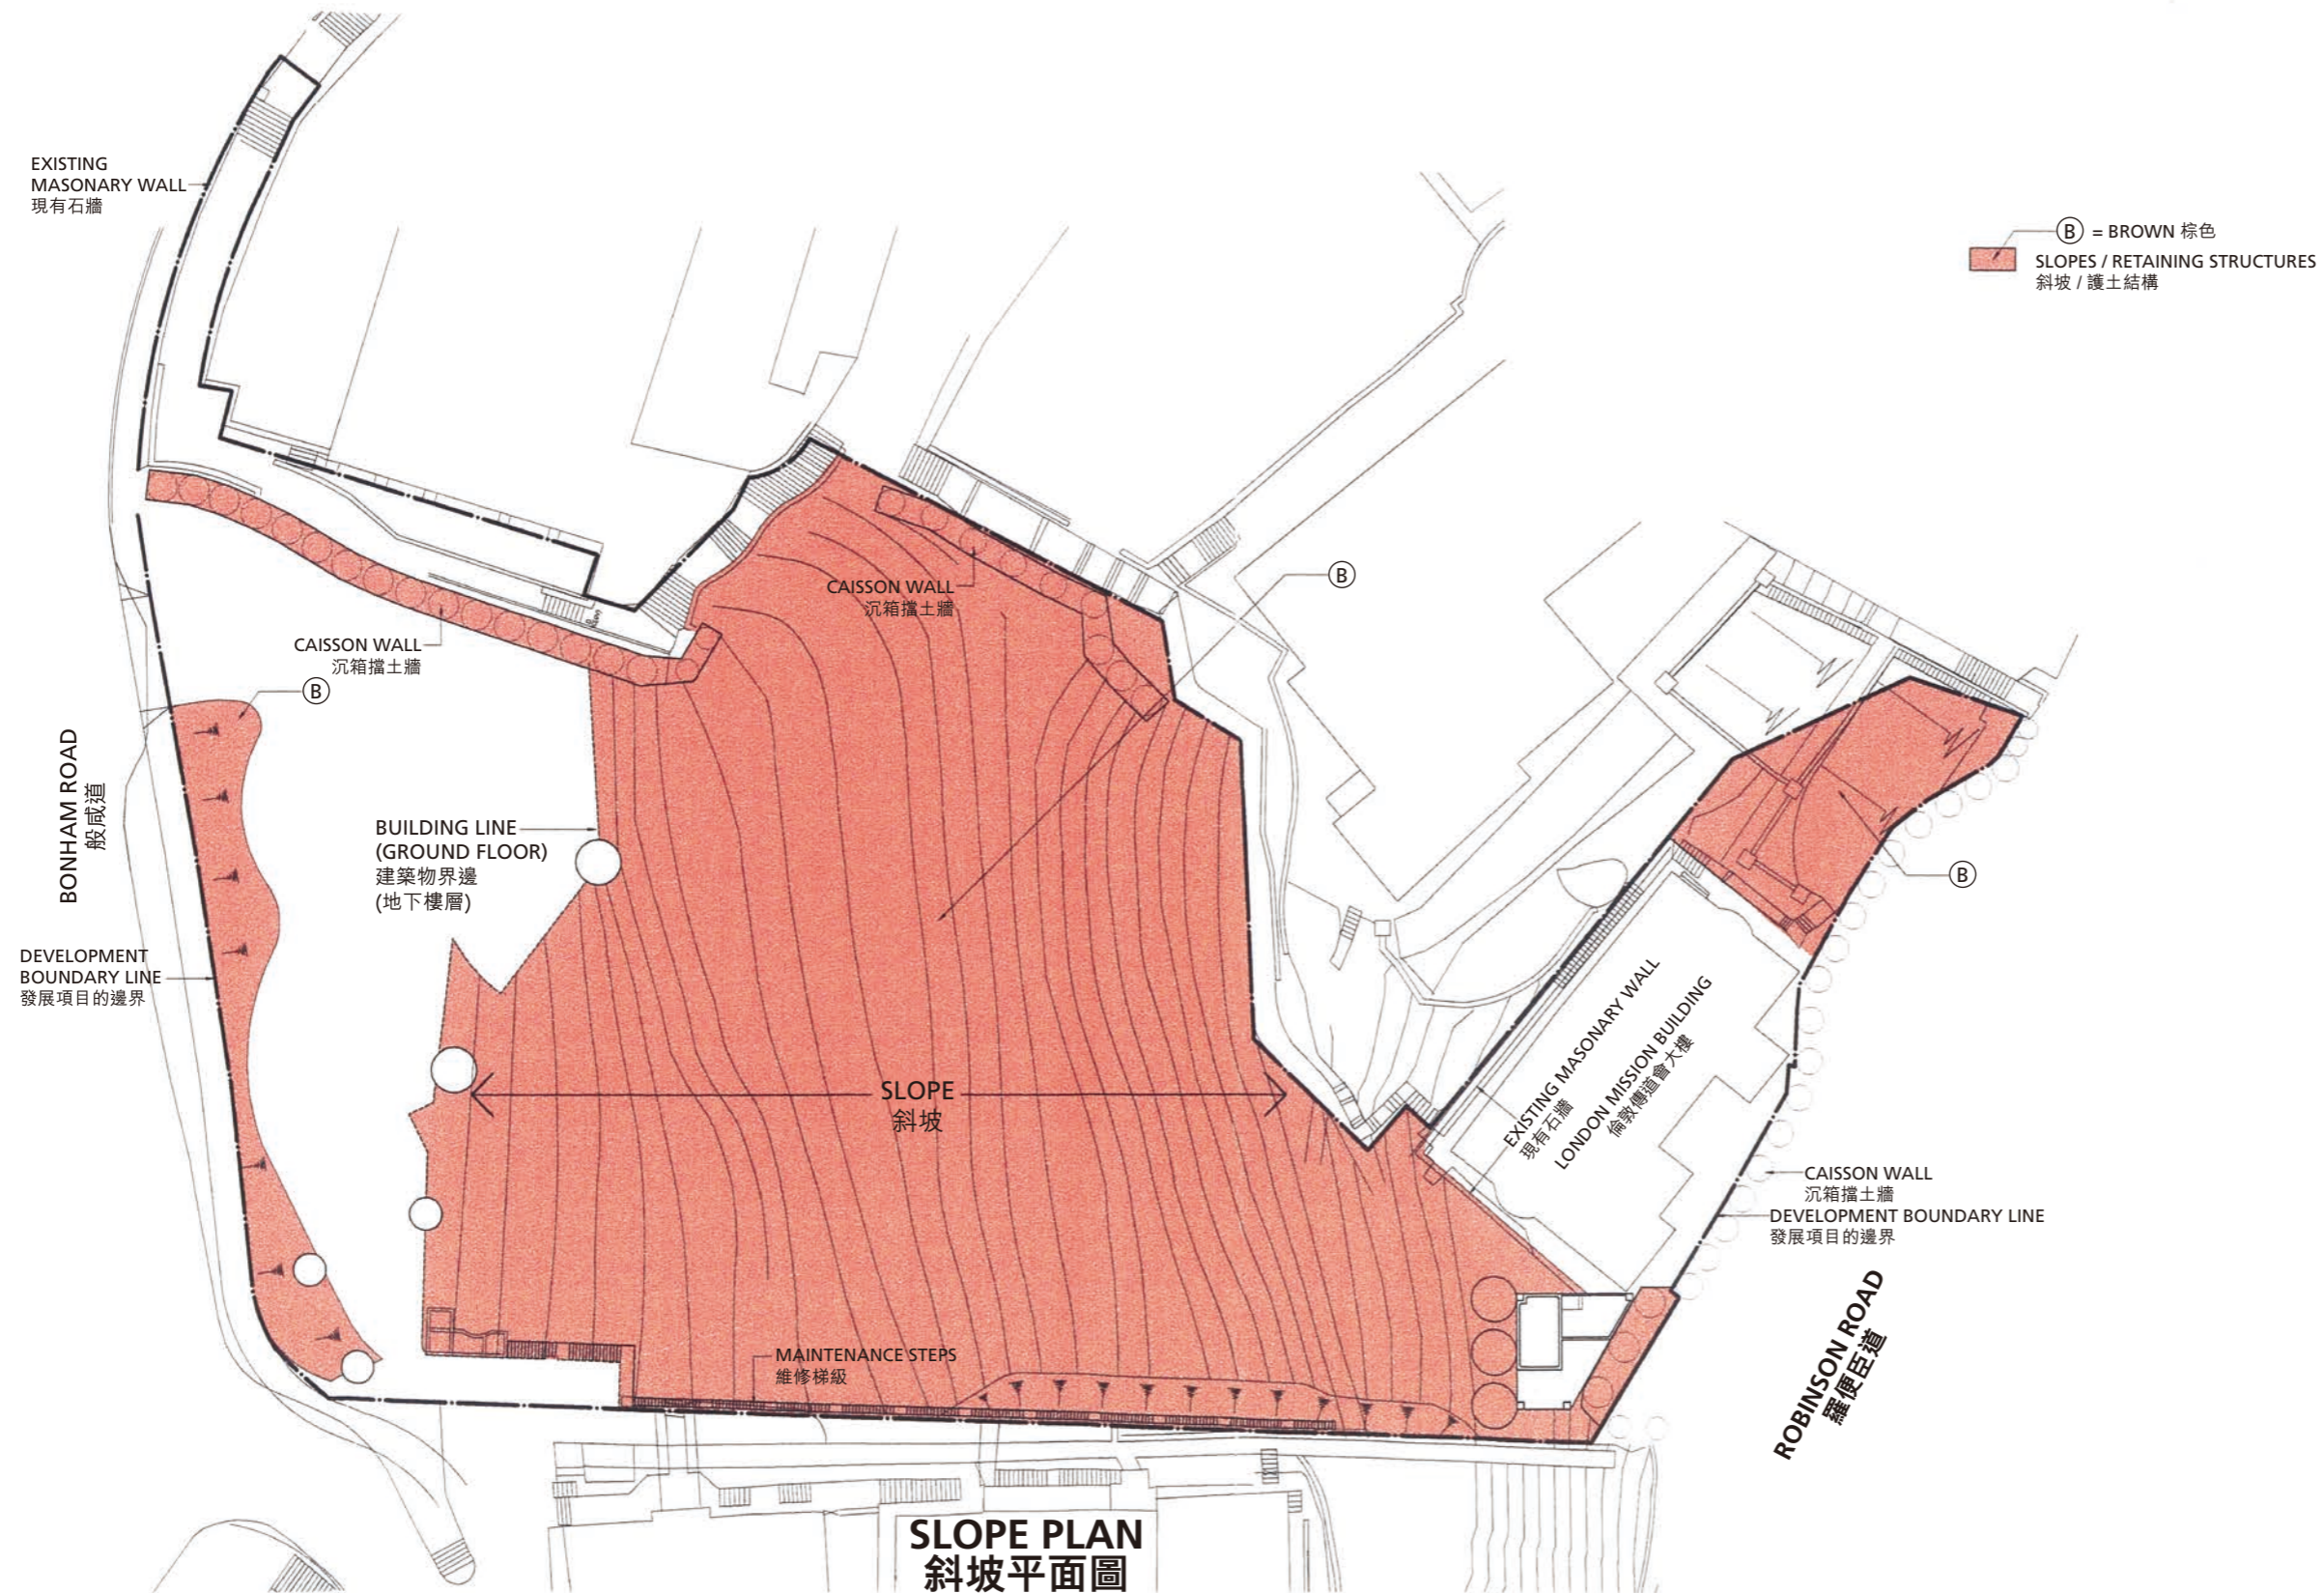 EXISTING
MASONARY WALL
現有石牆
Ⓑ = BROWN 棕色
SLOPES / RETAINING STRUCTURES
斜坡 / 護土結構
CAISSON WALL
沉箱擋土牆
Ⓑ
CAISSON WALL
沉箱擋土牆
Ⓑ
BONHAM ROAD
般咸道
BUILDING LINE
(GROUND FLOOR)
建築物界邊
(地下樓層)
Ⓑ
DEVELOPMENT
BOUNDARY LINE
發展項目的邊界
SLOPE
斜坡
EXISTING MASONARY WALL
現有石牆
LONDON MISSION BUILDING
倫敦傳道會大樓
CAISSON WALL
沉箱擋土牆
DEVELOPMENT BOUNDARY LINE
發展項目的邊界
ROBINSON ROAD
羅便臣道
MAINTENANCE STEPS
維修梯級
SLOPE PLAN
斜坡平面圖